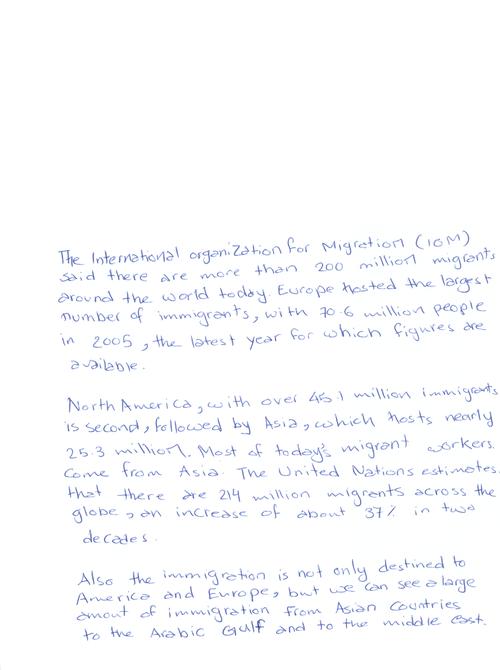 The International organiZation for Migration (IOM)
said there are more than 200 million migrants
around the world today. Europe hosted the largest
number of immigrants, with 70.6 million people
in 2005, the latest year for which figures are
available.
North America, with over 45.1 million immigrants
is second, followed by Asia, which hosts nearly
25.3 million. Most of today's migrant workers
come from Asia. The United Nations estimates
that there are 214 million migrants across the
globe, an increase of about 37% in two
decades.
Also the immigration is not only destined to
America and Europe, but we can see a large
amout of immigration from Asian Countries
to the Arabic Gulf and to the middle east.